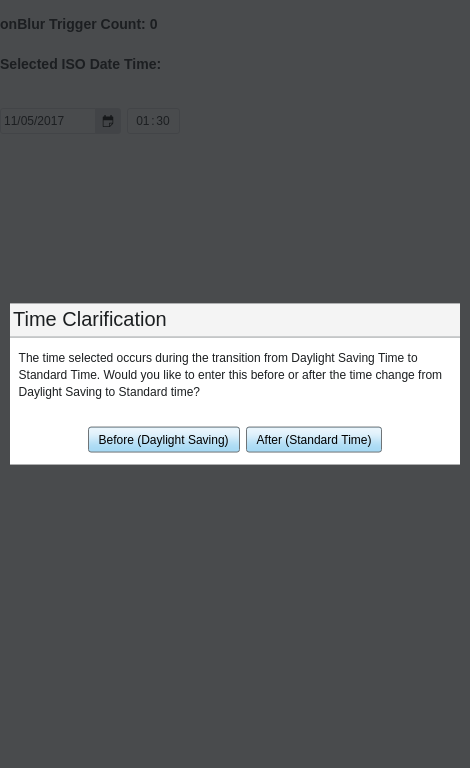 onBlur Trigger Count: 0
Selected ISO Date Time:
11/05/2017 01:30
Time Clarification
The time selected occurs during the transition from Daylight Saving Time to
Standard Time. Would you like to enter this before or after the time change from
Daylight Saving to Standard time?
Before (Daylight Saving) After (Standard Time)